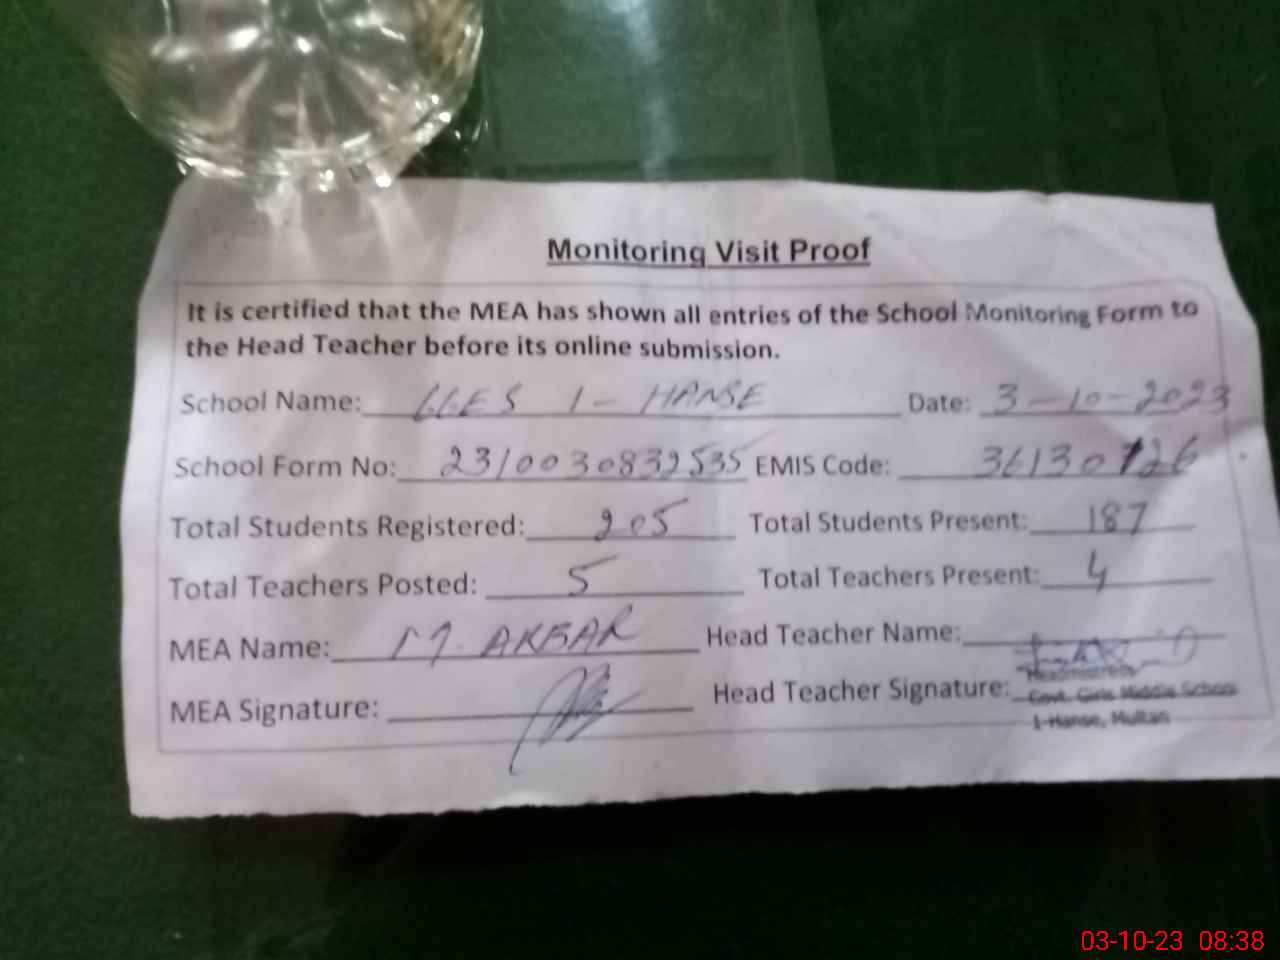 Monitoring Visit Proof
It is certified that the MEA has shown all entries of the School Monitoring Form to
the Head Teacher before its online submission.
School Name: GGES 1 - HANSE Date: 3-10-2023
School Form No: 2310030832535 EMIS Code: 36130126
Total Students Registered: 205 Total Students Present: 187
Total Teachers Posted: 5 Total Teachers Present: 4
MEA Name: M. AKBAR Head Teacher Name:
MEA Signature: Head Teacher Signature:
Headmistress
Govt. Girls Middle School
1-Hanse, Multan
03-10-23 08:38